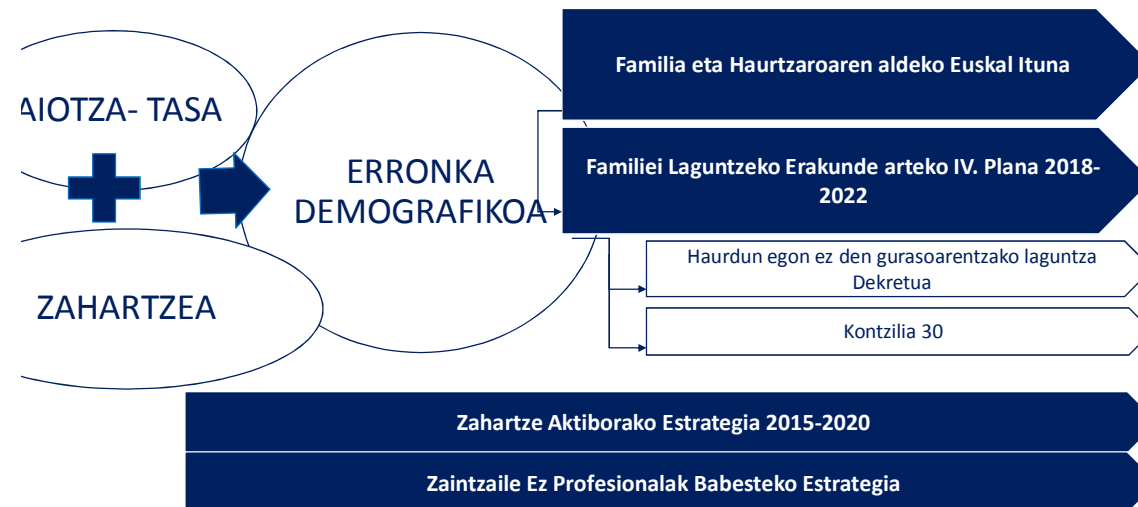 AIOTZA- TASA
ZAHARTZEA
ERRONKA
DEMOGRAFIKOA
Familia eta Haurtzaroaren aldeko Euskal Ituna
Familiei Laguntzeko Erakunde arteko IV. Plana 2018-
2022
Haurdun egon ez den gurasoarentzako laguntza
Dekretua
Kontzilia 30
Zahartze Aktiborako Estrategia 2015-2020
Zaintzaile Ez Profesionalak Babesteko Estrategia